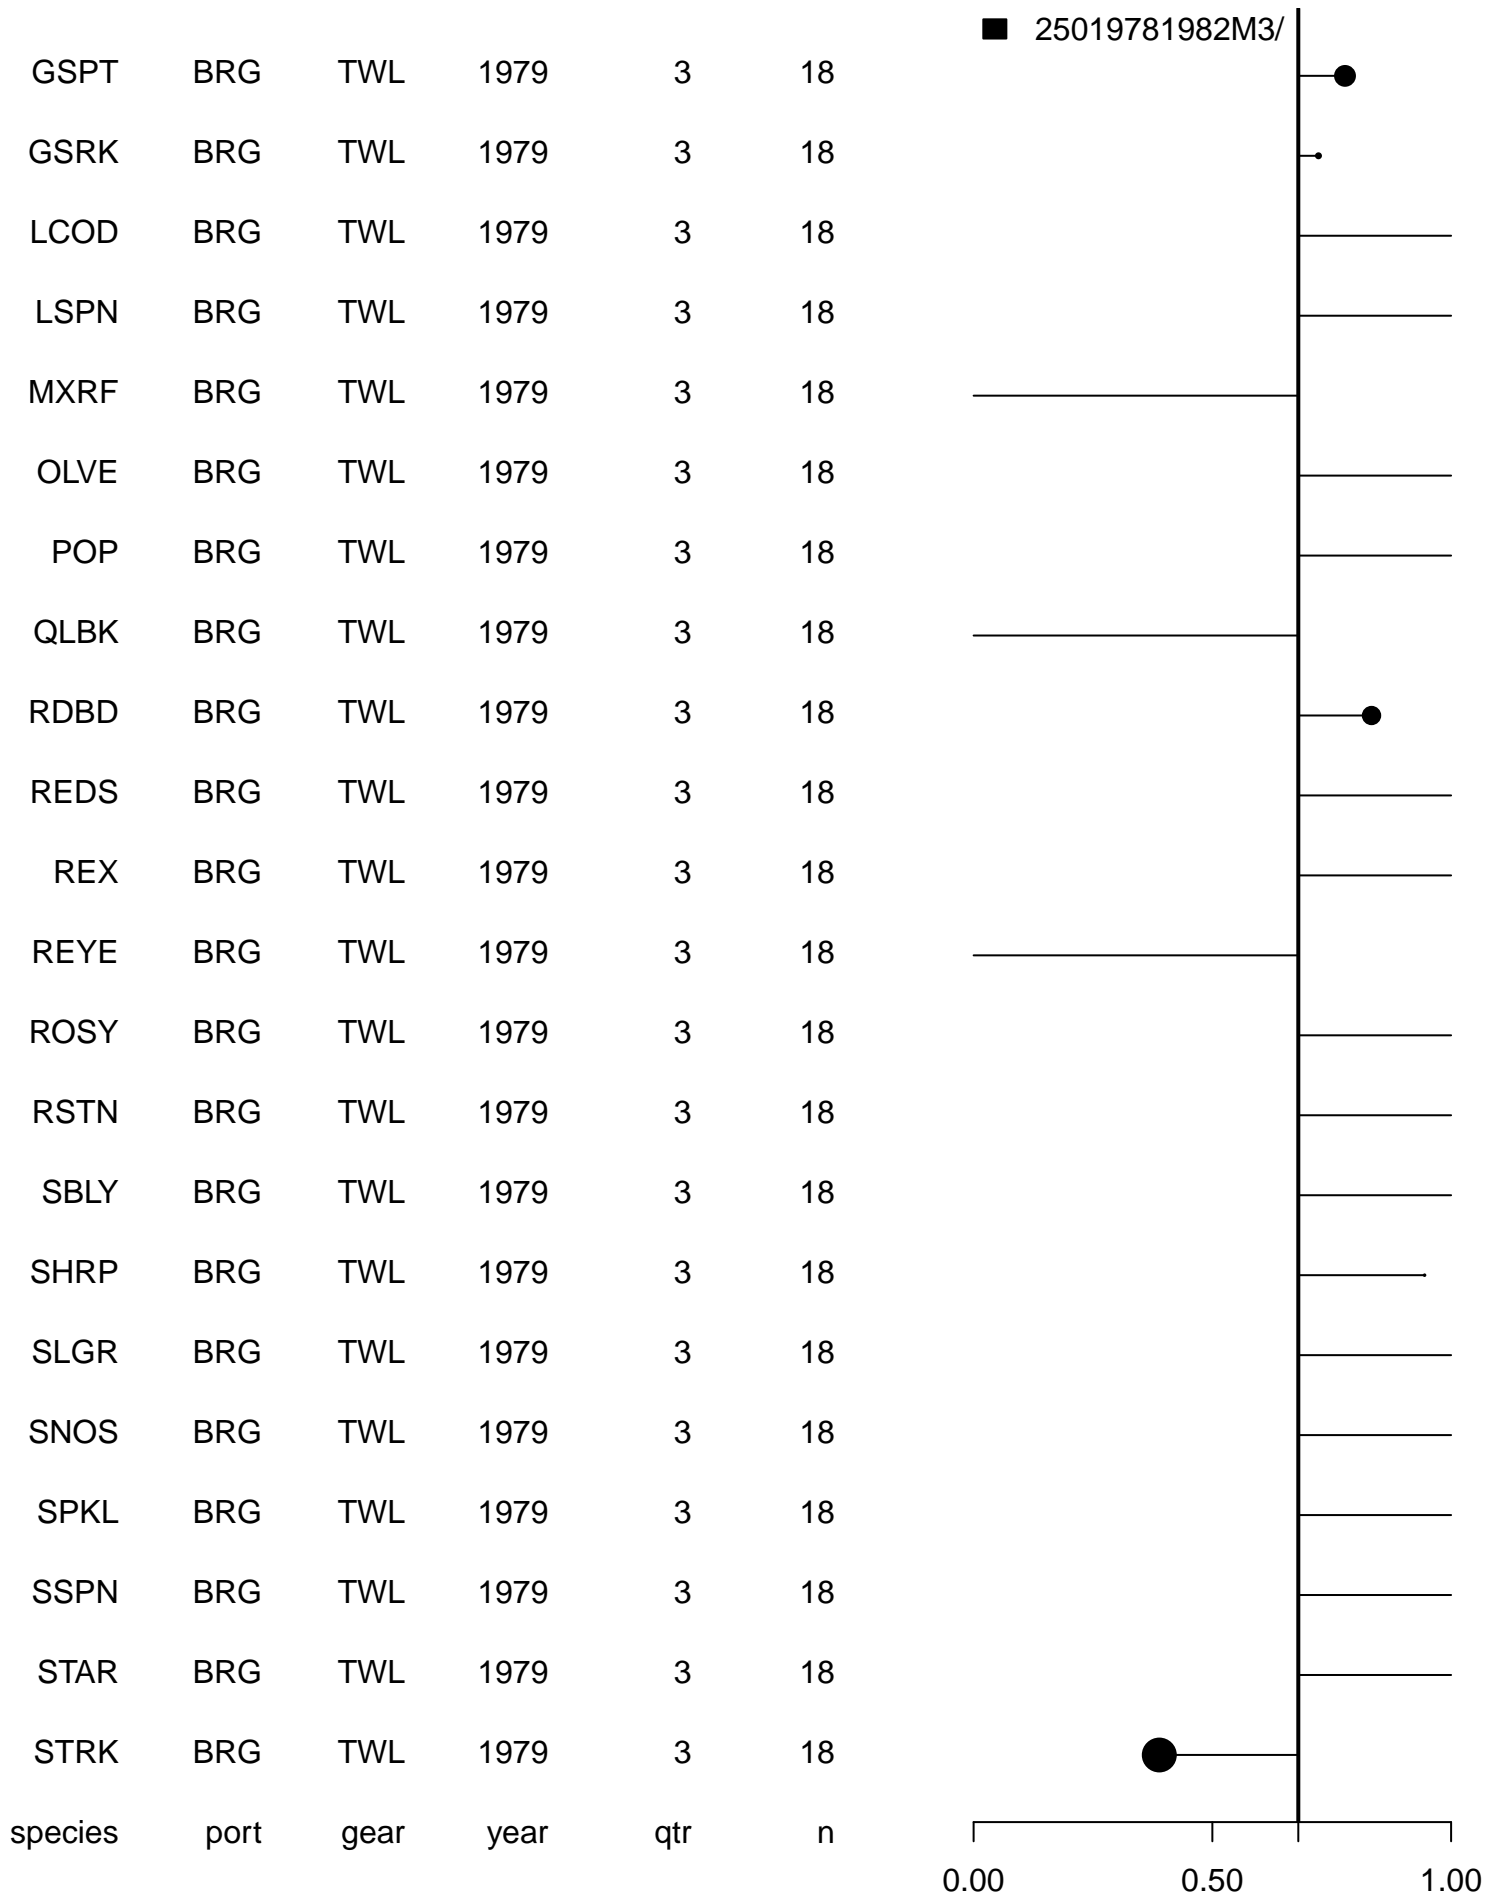 25019781982M3/
GSPT BRG TWL 1979 3 18
GSRK BRG TWL 1979 3 18
LCOD BRG TWL 1979 3 18
LSPN BRG TWL 1979 3 18
MXRF BRG TWL 1979 3 18
OLVE BRG TWL 1979 3 18
POP BRG TWL 1979 3 18
QLBK BRG TWL 1979 3 18
RDBD BRG TWL 1979 3 18
REDS BRG TWL 1979 3 18
REX BRG TWL 1979 3 18
REYE BRG TWL 1979 3 18
ROSY BRG TWL 1979 3 18
RSTN BRG TWL 1979 3 18
SBLY BRG TWL 1979 3 18
SHRP BRG TWL 1979 3 18
SLGR BRG TWL 1979 3 18
SNOS BRG TWL 1979 3 18
SPKL BRG TWL 1979 3 18
SSPN BRG TWL 1979 3 18
STAR BRG TWL 1979 3 18
STRK BRG TWL 1979 3 18
species port gear year qtr n
0.00 0.50 1.00